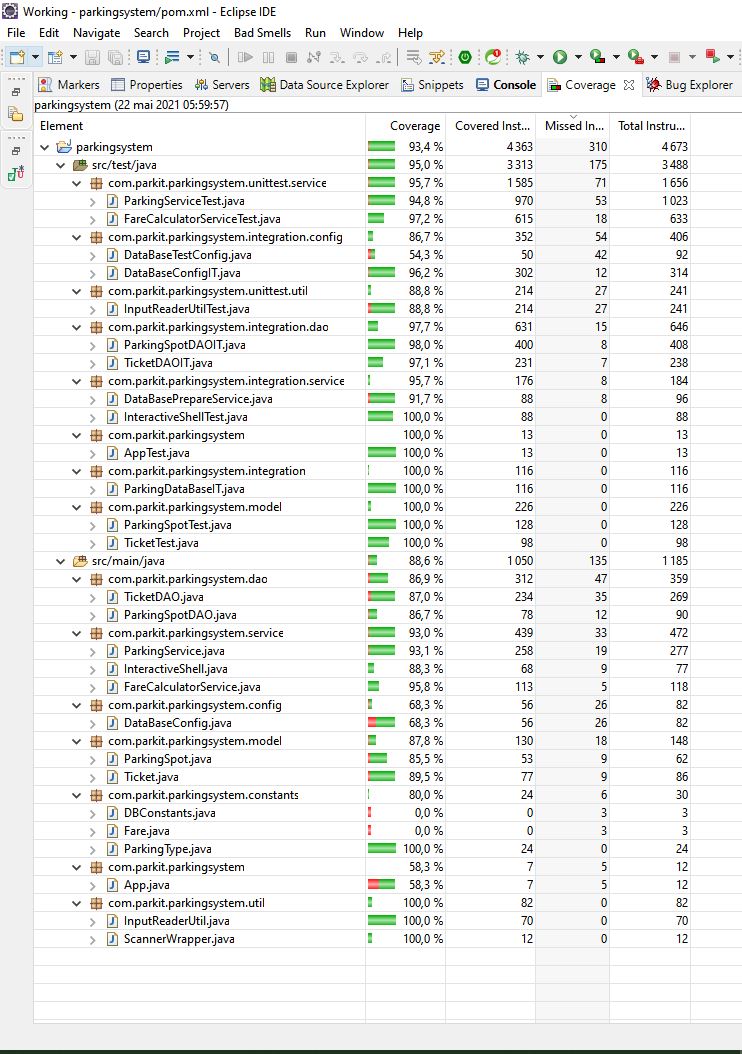 Working - parkingsystem/pom.xml - Eclipse IDE
File Edit Navigate Search Project Bad Smells Run Window Help
Markers Properties Servers Data Source Explorer Snippets Console Coverage Bug Explorer
parkingsystem (22 mai 2021 05:59:57)
Element Coverage Covered Inst... Missed In... Total Instru...
parkingsystem 93,4 % 4 363 310 4 673
src/test/java 95,0 % 3 313 175 3 488
com.parkit.parkingsystem.unittest.service 95,7 % 1 585 71 1 656
ParkingServiceTest.java 94,8 % 970 53 1 023
FareCalculatorServiceTest.java 97,2 % 615 18 633
com.parkit.parkingsystem.integration.config 86,7 % 352 54 406
DataBaseTestConfig.java 54,3 % 50 42 92
DataBaseConfigIT.java 96,2 % 302 12 314
com.parkit.parkingsystem.unittest.util 88,8 % 214 27 241
InputReaderUtilTest.java 88,8 % 214 27 241
com.parkit.parkingsystem.integration.dao 97,7 % 631 15 646
ParkingSpotDAOIT.java 98,0 % 400 8 408
TicketDAOIT.java 97,1 % 231 7 238
com.parkit.parkingsystem.integration.service 95,7 % 176 8 184
DataBasePrepareService.java 91,7 % 88 8 96
InteractiveShellTest.java 100,0 % 88 0 88
com.parkit.parkingsystem 100,0 % 13 0 13
AppTest.java 100,0 % 13 0 13
com.parkit.parkingsystem.integration 100,0 % 116 0 116
ParkingDataBaseIT.java 100,0 % 116 0 116
com.parkit.parkingsystem.model 100,0 % 226 0 226
ParkingSpotTest.java 100,0 % 128 0 128
TicketTest.java 100,0 % 98 0 98
src/main/java 88,6 % 1 050 135 1 185
com.parkit.parkingsystem.dao 86,9 % 312 47 359
TicketDAO.java 87,0 % 234 35 269
ParkingSpotDAO.java 86,7 % 78 12 90
com.parkit.parkingsystem.service 93,0 % 439 33 472
ParkingService.java 93,1 % 258 19 277
InteractiveShell.java 88,3 % 68 9 77
FareCalculatorService.java 95,8 % 113 5 118
com.parkit.parkingsystem.config 68,3 % 56 26 82
DataBaseConfig.java 68,3 % 56 26 82
com.parkit.parkingsystem.model 87,8 % 130 18 148
ParkingSpot.java 85,5 % 53 9 62
Ticket.java 89,5 % 77 9 86
com.parkit.parkingsystem.constants 80,0 % 24 6 30
DBConstants.java 0,0 % 0 3 3
Fare.java 0,0 % 0 3 3
ParkingType.java 100,0 % 24 0 24
com.parkit.parkingsystem 58,3 % 7 5 12
App.java 58,3 % 7 5 12
com.parkit.parkingsystem.util 100,0 % 82 0 82
InputReaderUtil.java 100,0 % 70 0 70
ScannerWrapper.java 100,0 % 12 0 12